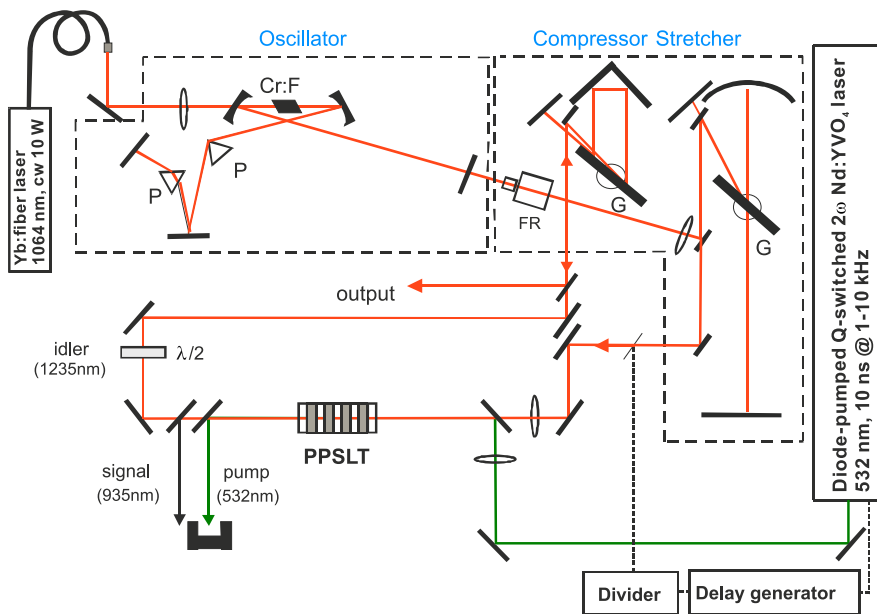 Oscillator
Compressor Stretcher
Yb:fiber laser
1064 nm, cw 10 W
Cr:F
P
P
FR
G
G
Diode-pumped Q-switched 2ω Nd:YVO₄ laser
532 nm, 10 ns @ 1-10 kHz
output
idler
(1235nm)
λ/2
PPSLT
signal
(935nm)
pump
(532nm)
Divider
Delay generator